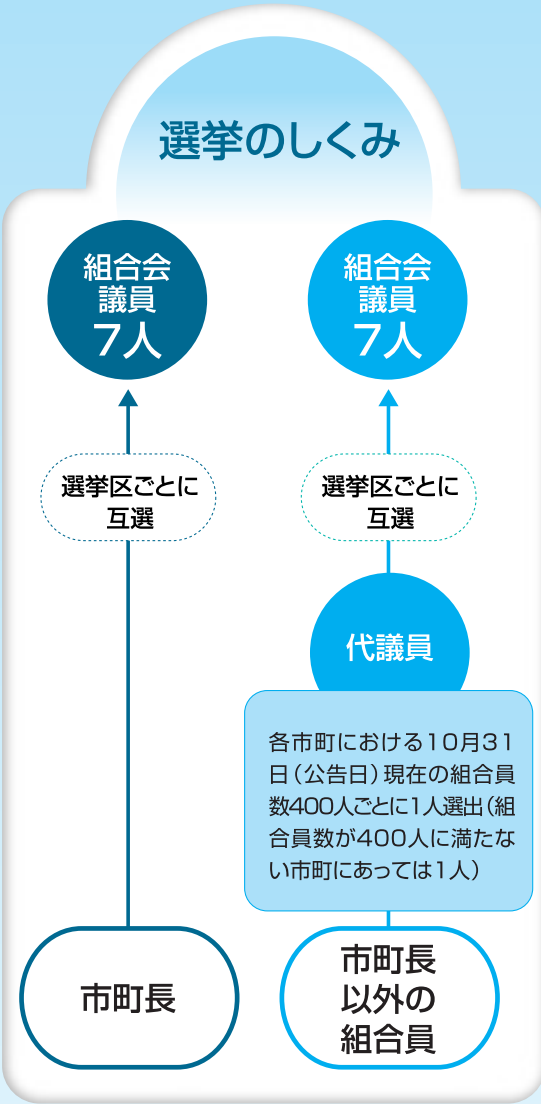 選挙のしくみ
組合会
議員
7人
選挙区ごとに
互選
市町長
組合会
議員
7人
選挙区ごとに
互選
代議員
各市町における10月31
日（公告日）現在の組合員
数400人ごとに1人選出（組
合員数が400人に満たな
い市町にあっては1人）
市町長
以外の
組合員